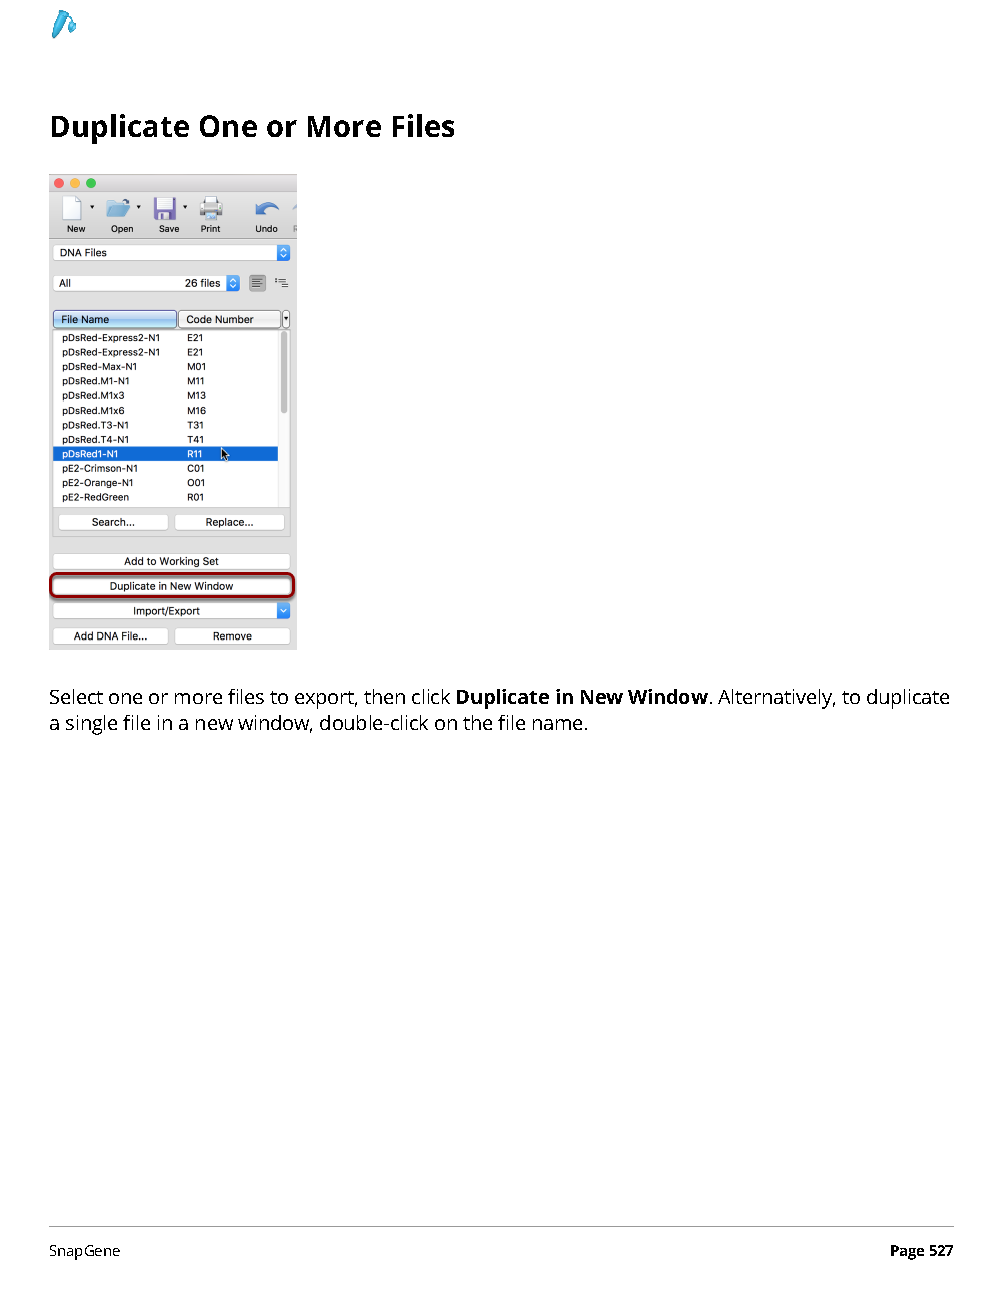 Duplicate One or More Files
New Open Save Print Undo
DNA Files
All 26 files
File Name Code Number
pDsRed-Express2-N1 E21
pDsRed-Express2-N1 E21
pDsRed-Max-N1 M01
pDsRed.M1-N1 M11
pDsRed.M1x3 M13
pDsRed.M1x6 M16
pDsRed.T3-N1 T31
pDsRed.T4-N1 T41
pDsRed1-N1 R11
pE2-Crimson-N1 C01
pE2-Orange-N1 O01
pE2-RedGreen R01
Search... Replace...
Add to Working Set
Duplicate in New Window
Import/Export
Add DNA File... Remove
Select one or more files to export, then click Duplicate in New Window. Alternatively, to duplicate
a single file in a new window, double-click on the file name.
SnapGene Page 527